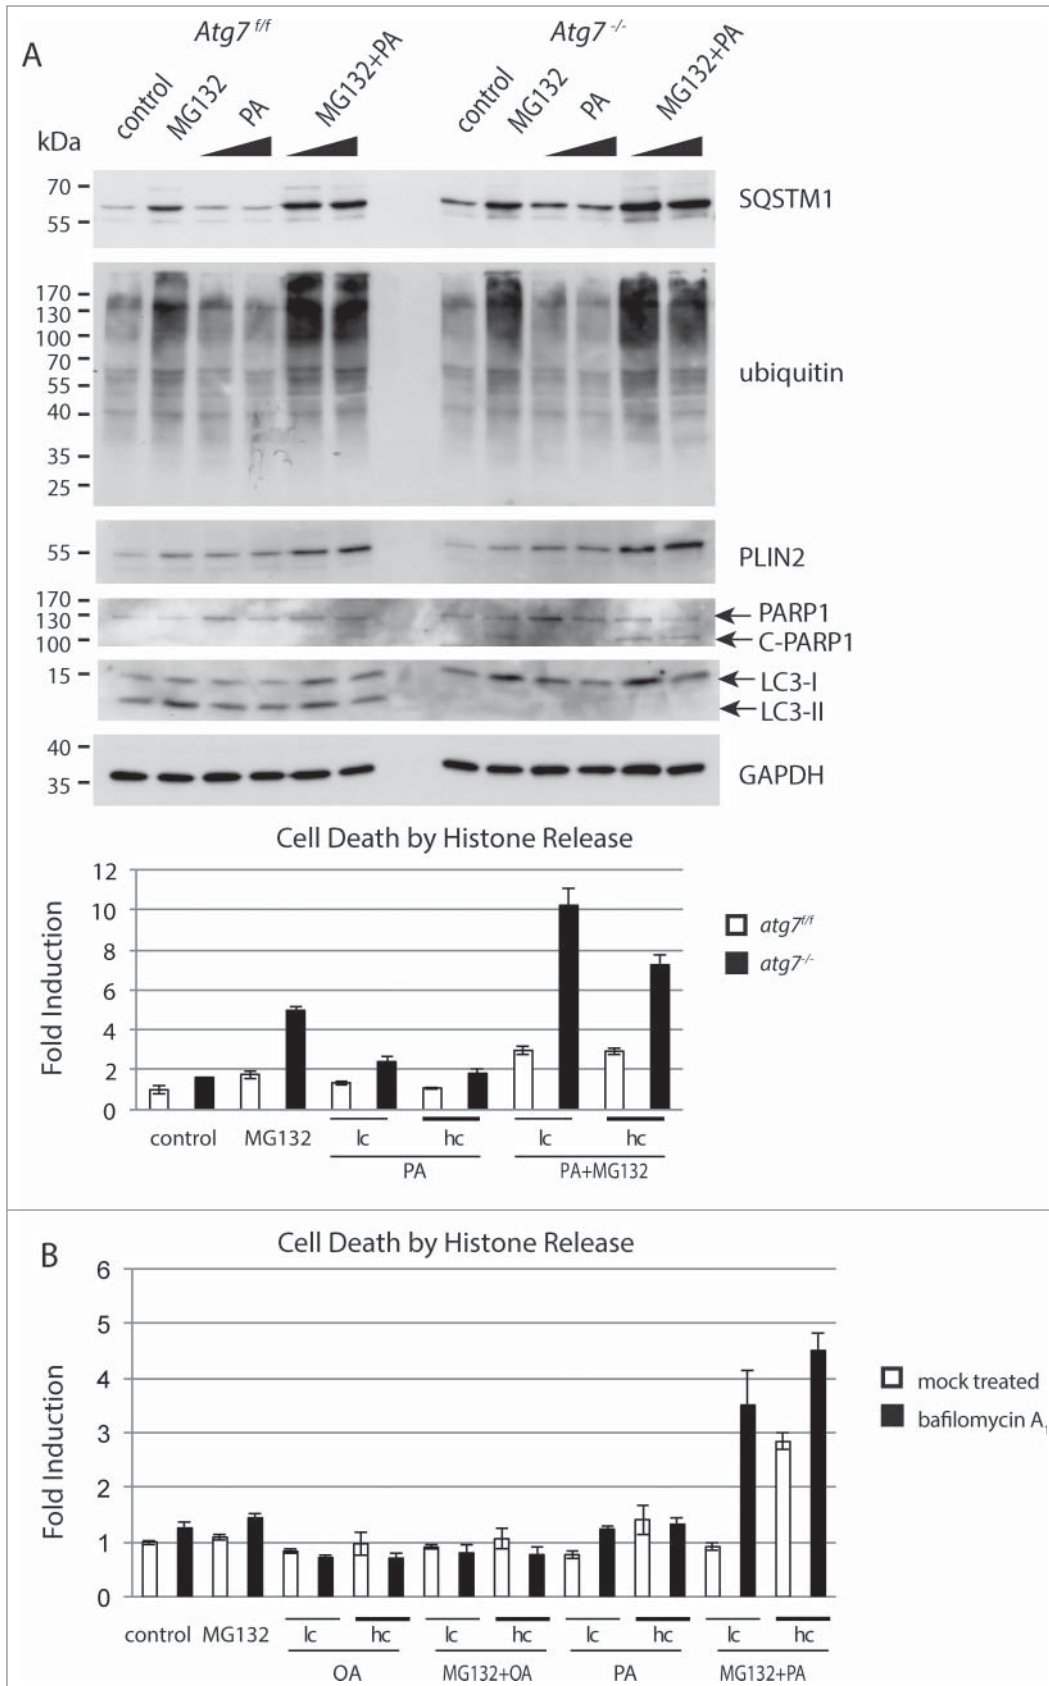 Atg7 f/f
Atg7 -/-
A
control
MG132
PA
MG132+PA
control
MG132
PA
MG132+PA
kDa
70
55
SQSTM1
170
130
100
70
55
40
35
25
ubiquitin
55
PLIN2
170
130
100
PARP1
C-PARP1
15
LC3-I
LC3-II
40
35
GAPDH
Cell Death by Histone Release
12
10
8
6
4
2
0
Fold Induction
atg7f/f
atg7-/-
control MG132 lc hc lc hc
PA PA+MG132
B
Cell Death by Histone Release
6
5
4
3
2
1
0
Fold Induction
mock treated
bafilomycin A1
control MG132 lc hc lc hc lc hc lc hc
OA MG132+OA PA MG132+PA